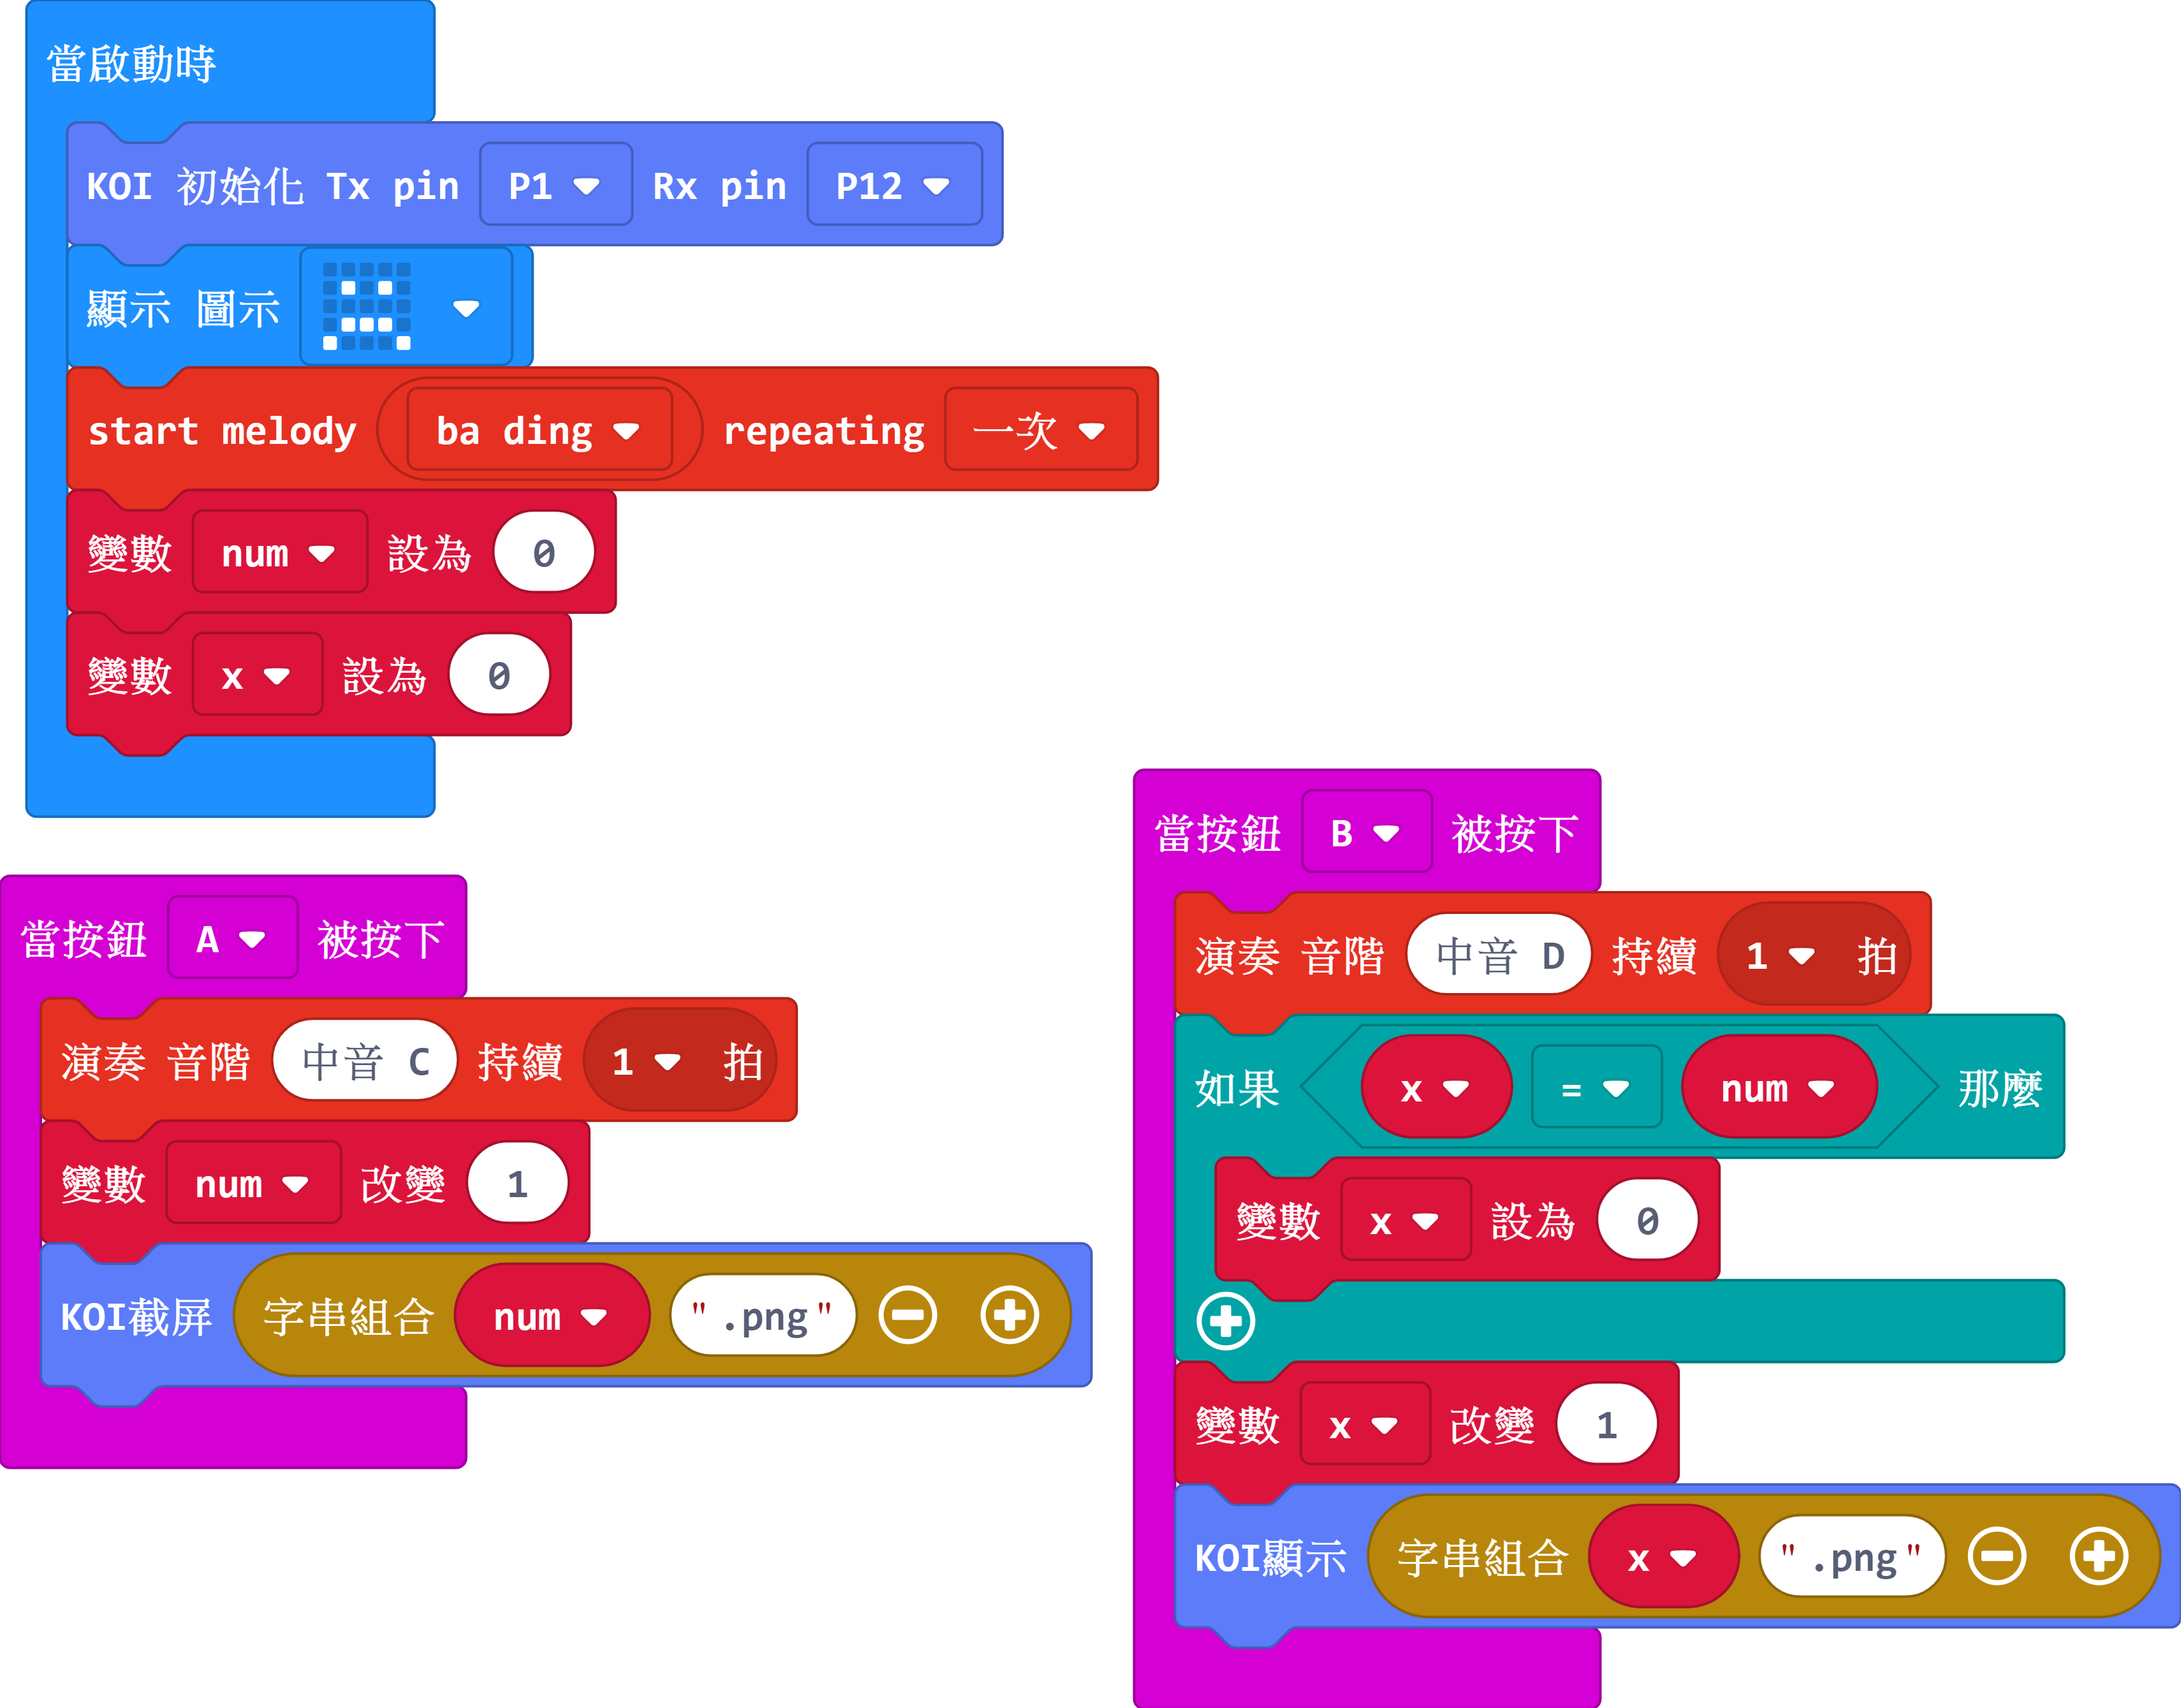 當啟動時
KOI 初始化 Tx pin P1 Rx pin P12
顯示 圖示
start melody ba ding repeating 一次
變數 num 設為 0
變數 x 設為 0
當按鈕 A 被按下
演奏 音階 中音 C 持續 1 拍
變數 num 改變 1
KOI截屏 字串組合 num ".png"
當按鈕 B 被按下
演奏 音階 中音 D 持續 1 拍
如果 x = num 那麼
變數 x 設為 0
變數 x 改變 1
KOI顯示 字串組合 x ".png"